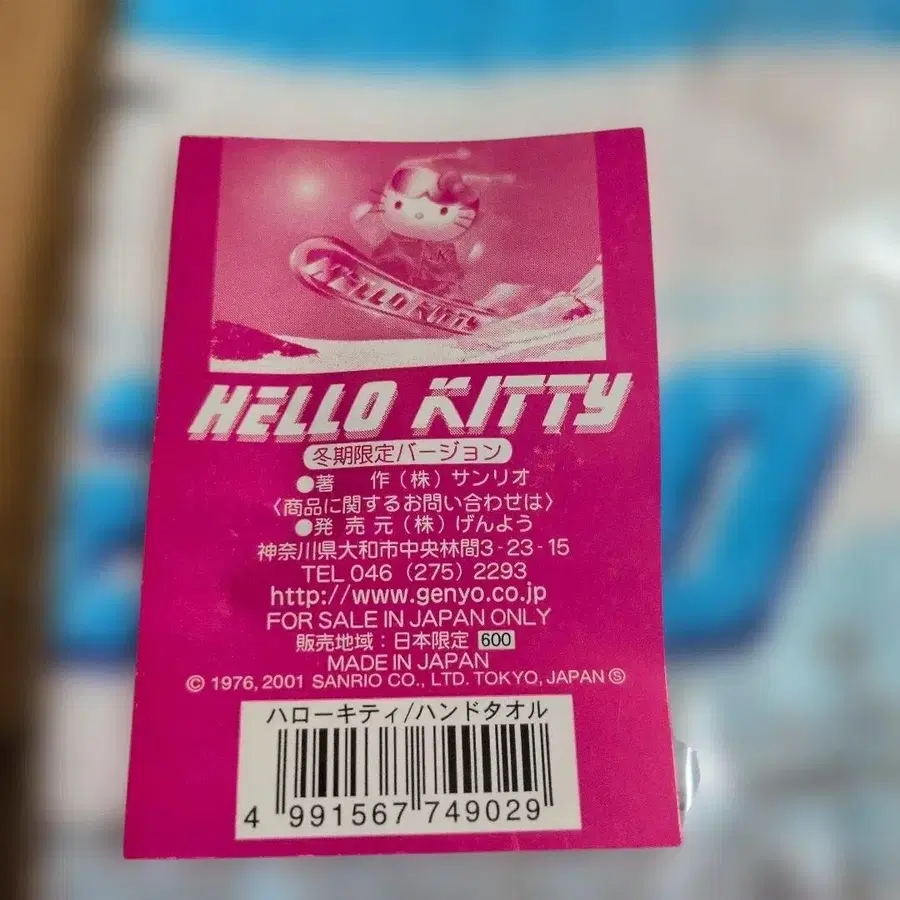 HELLO KITTY
HELLO KITTY
冬期限定バージョン
●著　作（株）サンリオ
〈商品に関するお問い合わせは〉
●発売元（株）げんよう
神奈川県大和市中央林間3-23-15
TEL 046（275）2293
http://www.genyo.co.jp
FOR SALE IN JAPAN ONLY
販売地域：日本限定 600
MADE IN JAPAN
© 1976, 2001 SANRIO CO., LTD. TOKYO, JAPAN Ⓢ
ハローキティ/ハンドタオル
4 991567 749029